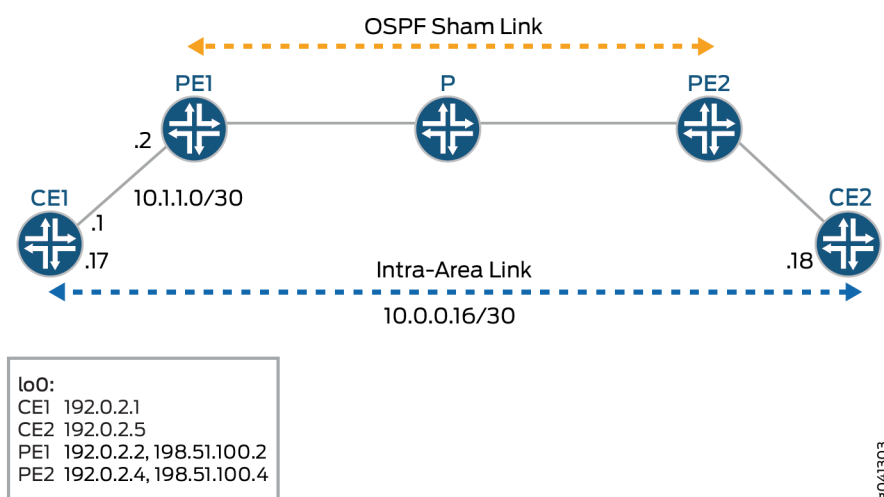 OSPF Sham Link
PE1 P PE2
.2
10.1.1.0/30
CE1 CE2
.1
.17 .18
Intra-Area Link
10.0.0.16/30
lo0:
CE1 192.0.2.1
CE2 192.0.2.5
PE1 192.0.2.2, 198.51.100.2
PE2 192.0.2.4, 198.51.100.4